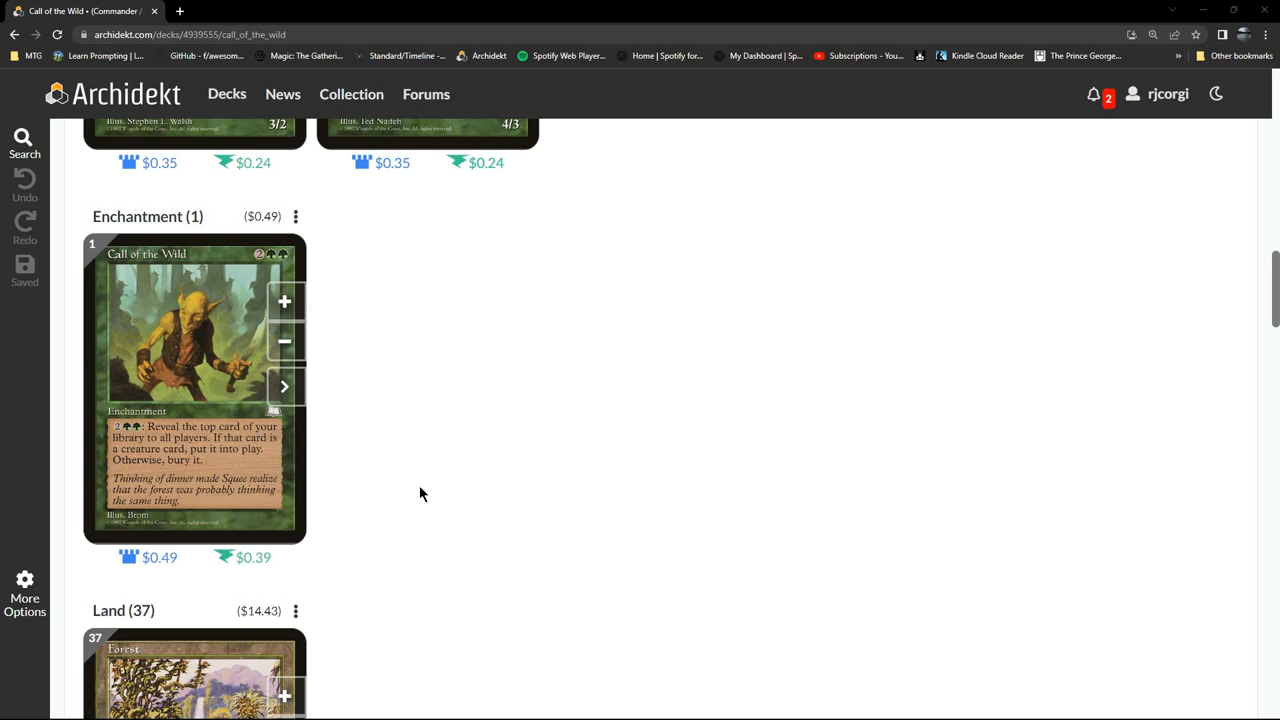 Call of the Wild • (Commander /
archidekt.com/decks/4939555/call_of_the_wild
MTG
Learn Prompting | L...
GitHub - f/awesom...
Magic: The Gatheri...
Standard/Timeline -...
Archidekt
Spotify Web Player...
Home | Spotify for...
My Dashboard | Sp...
Subscriptions - You...
Kindle Cloud Reader
The Prince George...
»
Other bookmarks
Archidekt
Decks
News
Collection
Forums
2
rjcorgi
Search
Undo
Redo
Saved
More
Options
Illus. Stephen L. Walsh
3/2
4/3
$0.35
$0.24
$0.35
$0.24
Enchantment (1)
($0.49)
1
Call of the Wild
2
Enchantment
2 : Reveal the top card of your
library to all players. If that card is
a creature card, put it into play.
Otherwise, bury it.
Thinking of dinner made Squee realize
that the forest was probably thinking
the same thing.
Illus. Brom
$0.49
$0.39
Land (37)
($14.43)
37
Forest